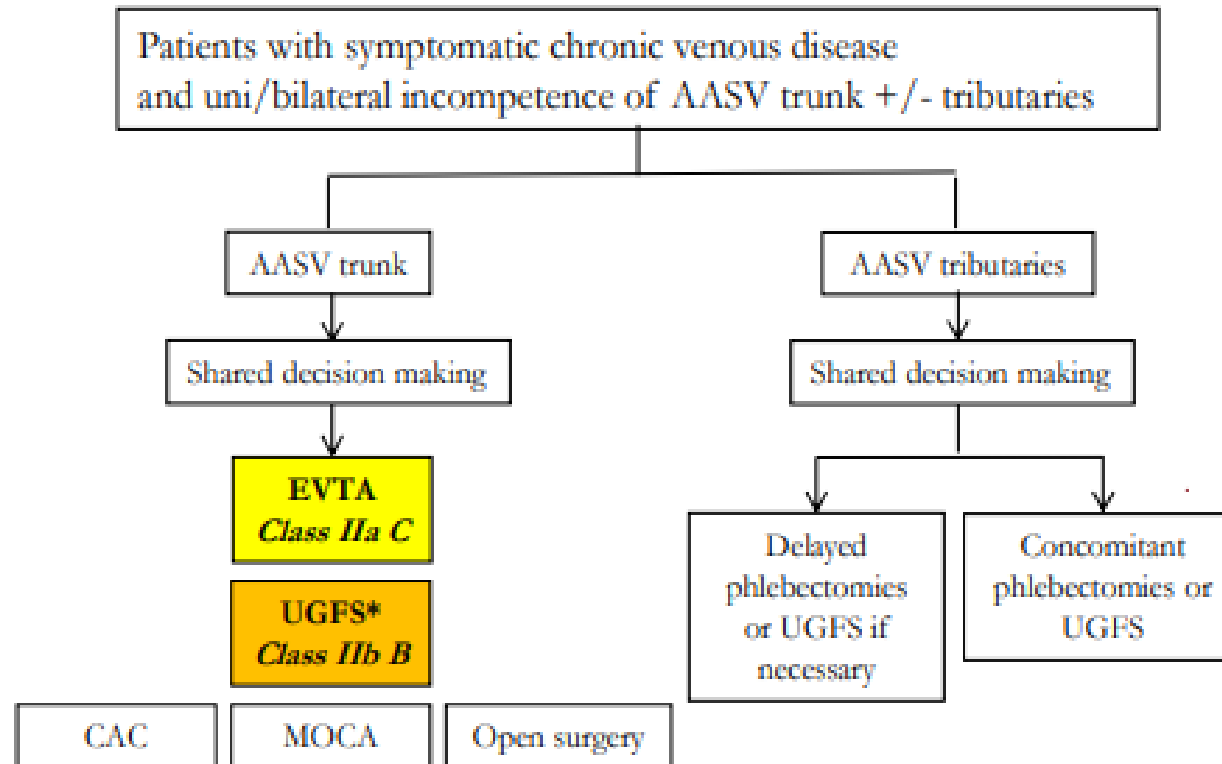 Patients with symptomatic chronic venous disease
and uni/bilateral incompetence of AASV trunk +/- tributaries
AASV trunk
AASV tributaries
Shared decision making
Shared decision making
EVTA
Class IIa C
UGFS*
Class IIb B
CAC
MOCA
Open surgery
Delayed
phlebectomies
or UGFS if
necessary
Concomitant
phlebectomies or
UGFS